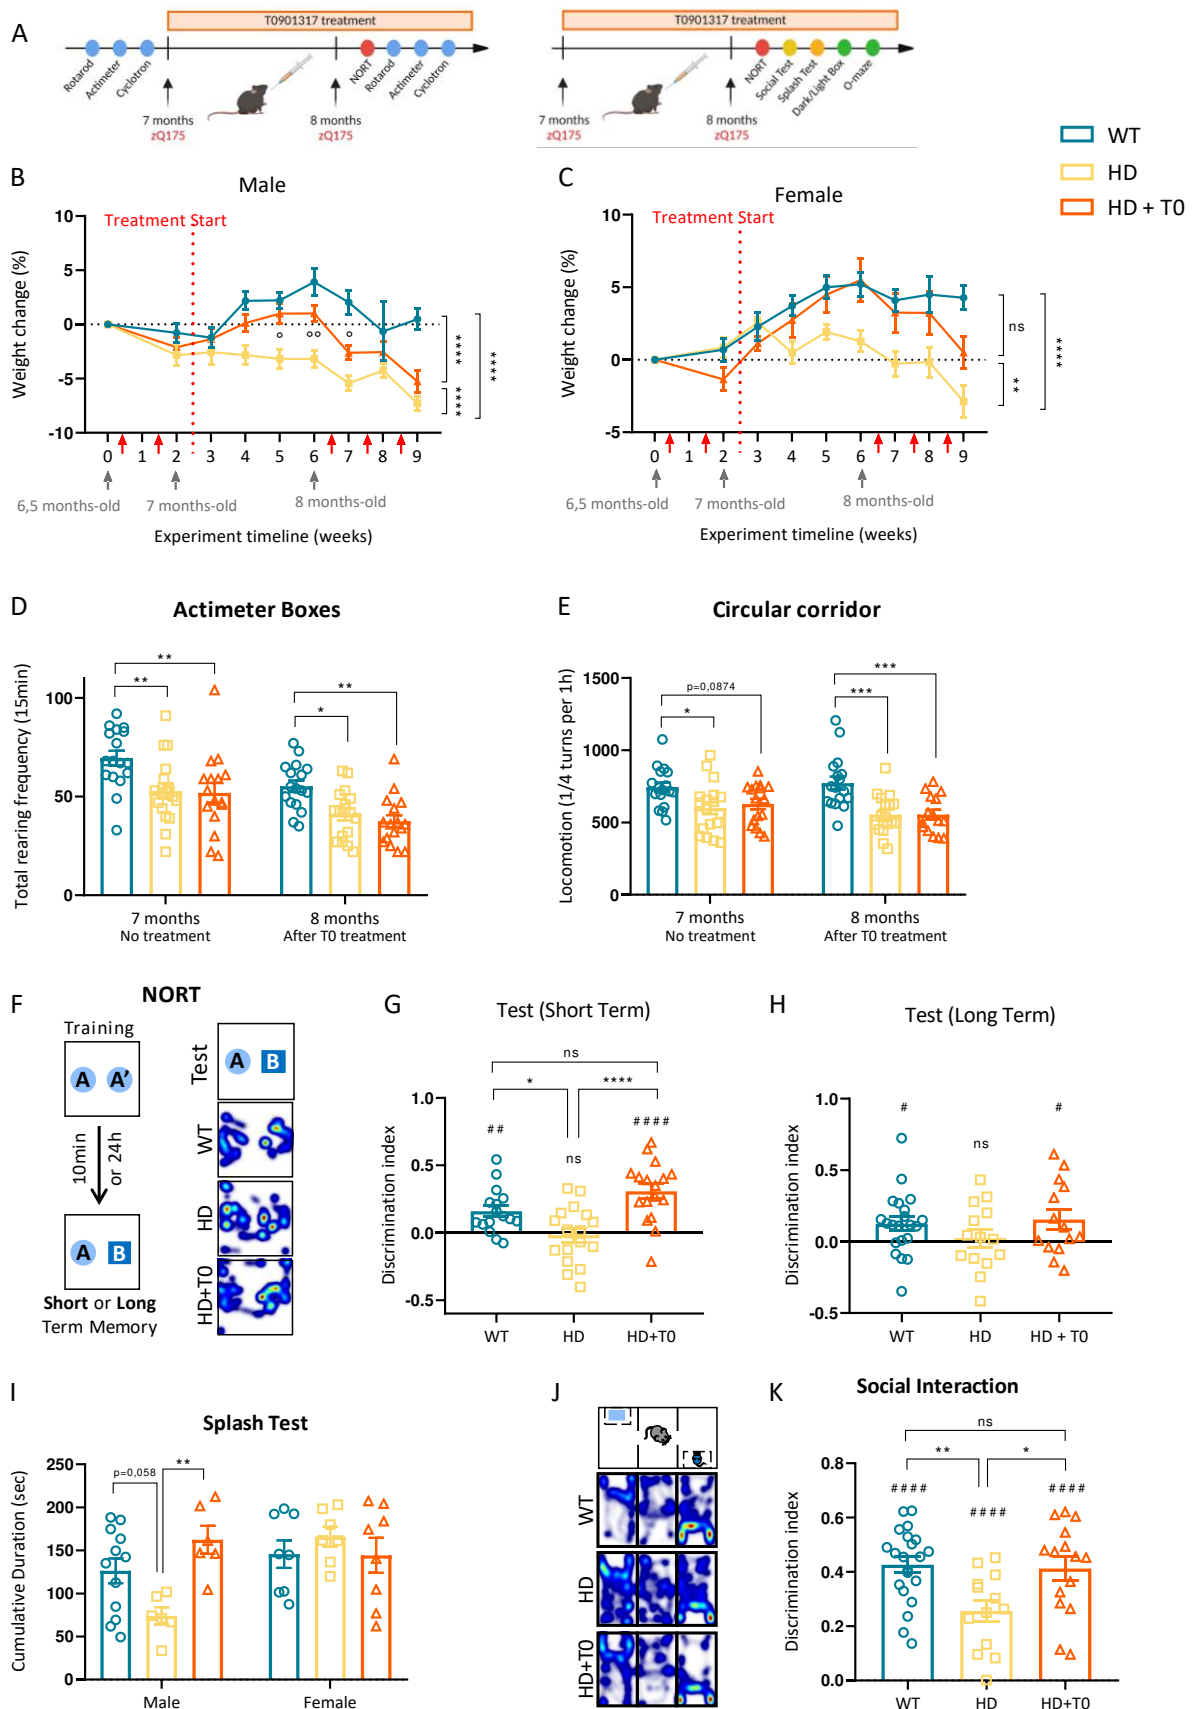 A
T0901317 treatment
Rotarod
Actimeter
Cyclotron
NORT
Rotarod
Actimeter
Cyclotron
7 months
zQ175
8 months
zQ175
T0901317 treatment
NORT
Social Test
Splash Test
Dark/Light Box
O-maze
7 months
zQ175
8 months
zQ175
WT
HD
HD + T0
B
Male
Treatment Start
Weight change (%)
10
5
0
-5
-10
° °° °
****
****
****
0 1 2 3 4 5 6 7 8 9
6,5 months-old 7 months-old 8 months-old
Experiment timeline (weeks)
C
Female
Treatment Start
Weight change (%)
10
5
0
-5
ns
**
****
0 1 2 3 4 5 6 7 8 9
6,5 months-old 7 months-old 8 months-old
Experiment timeline (weeks)
D
Actimeter Boxes
Total rearing frequency (15min)
100
50
0
**
**
**
*
7 months
No treatment
8 months
After T0 treatment
E
Circular corridor
Locomotion (1/4 turns per 1h)
1500
1000
500
0
p=0,0874
*
***
***
7 months
No treatment
8 months
After T0 treatment
F
NORT
Training
A A'
10min
or 24h
A B
Short or Long
Term Memory
Test
A B
WT
HD
HD+T0
G
Test (Short Term)
Discrimination index
1.0
0.5
0.0
-0.5
ns
* ****
## ns ####
WT HD HD+T0
H
Test (Long Term)
Discrimination index
1.0
0.5
0.0
-0.5
# ns #
WT HD HD + T0
I
Splash Test
Cumulative Duration (sec)
250
200
150
100
50
0
p=0,058
**
Male Female
J
WT
HD
HD+T0
K
Social Interaction
Discrimination index
0.8
0.6
0.4
0.2
0.0
ns
** *
#### #### ####
WT HD HD+T0